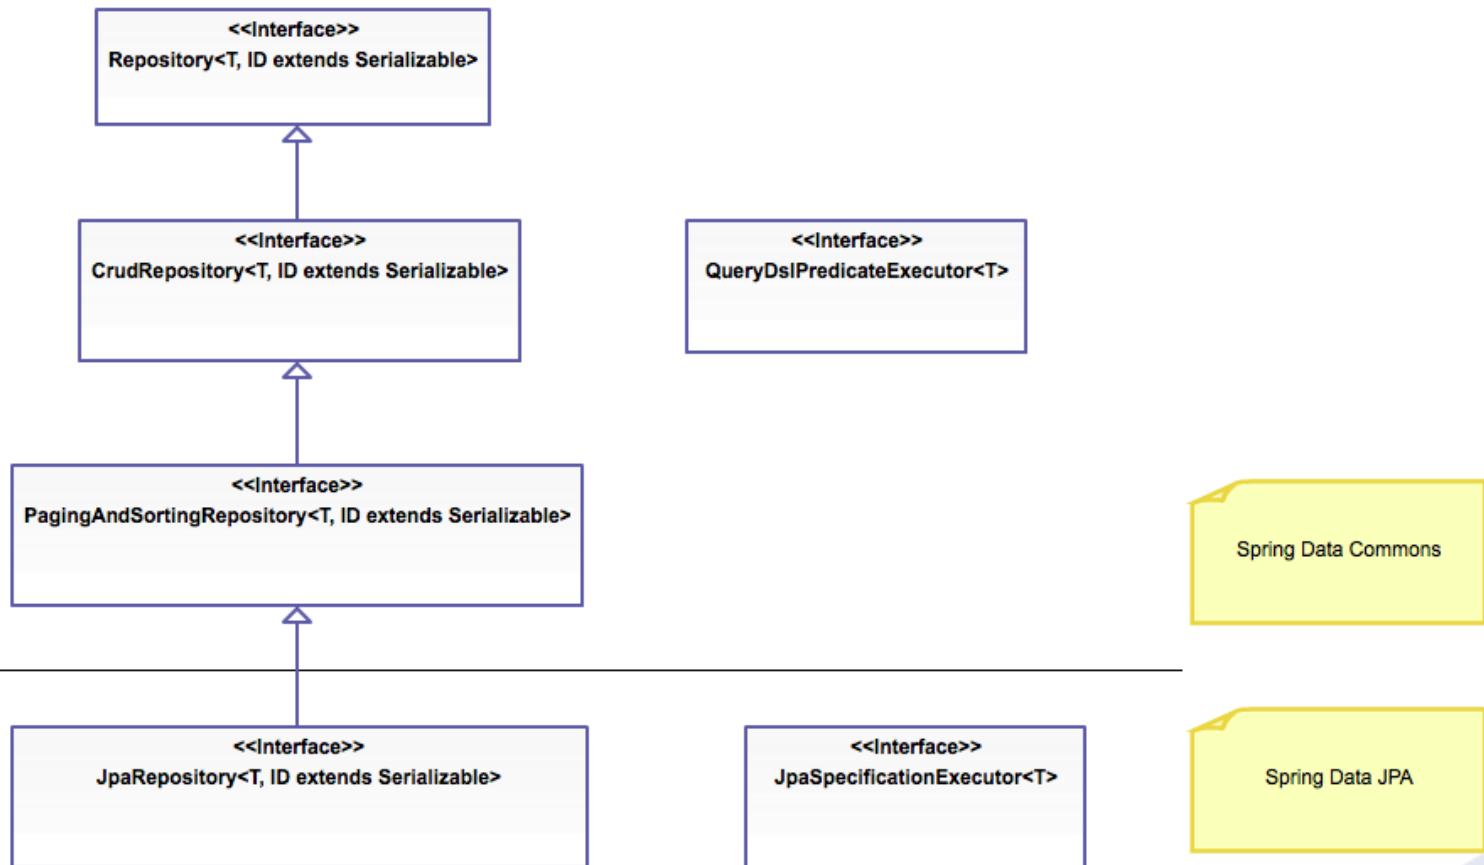 <<Interface>>
Repository<T, ID extends Serializable>
<<Interface>>
CrudRepository<T, ID extends Serializable>
<<Interface>>
QueryDslPredicateExecutor<T>
<<Interface>>
PagingAndSortingRepository<T, ID extends Serializable>
Spring Data Commons
<<Interface>>
JpaRepository<T, ID extends Serializable>
<<Interface>>
JpaSpecificationExecutor<T>
Spring Data JPA